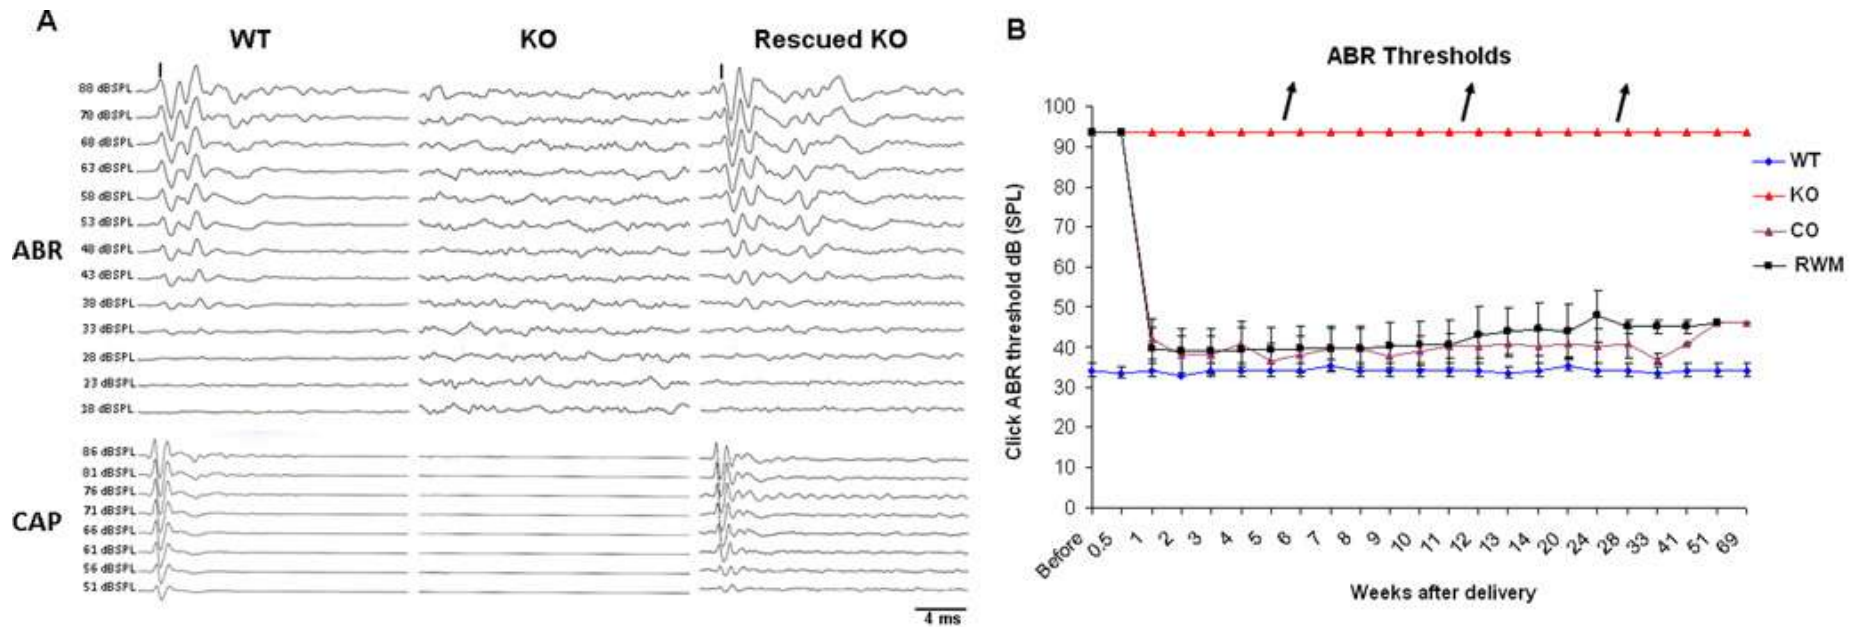 A
WT KO Rescued KO
I I
88 dBSPL
78 dBSPL
68 dBSPL
63 dBSPL
58 dBSPL
53 dBSPL
48 dBSPL
43 dBSPL
38 dBSPL
33 dBSPL
28 dBSPL
23 dBSPL
18 dBSPL
ABR
86 dBSPL
81 dBSPL
76 dBSPL
71 dBSPL
66 dBSPL
61 dBSPL
56 dBSPL
51 dBSPL
CAP
4 ms
B
ABR Thresholds
Click ABR threshold dB (SPL)
100
90
80
70
60
50
40
30
20
10
0
Before 0.5 1 2 3 4 5 6 7 8 9 10 11 12 13 14 20 24 28 33 41 51 69
Weeks after delivery
WT
KO
CO
RWM